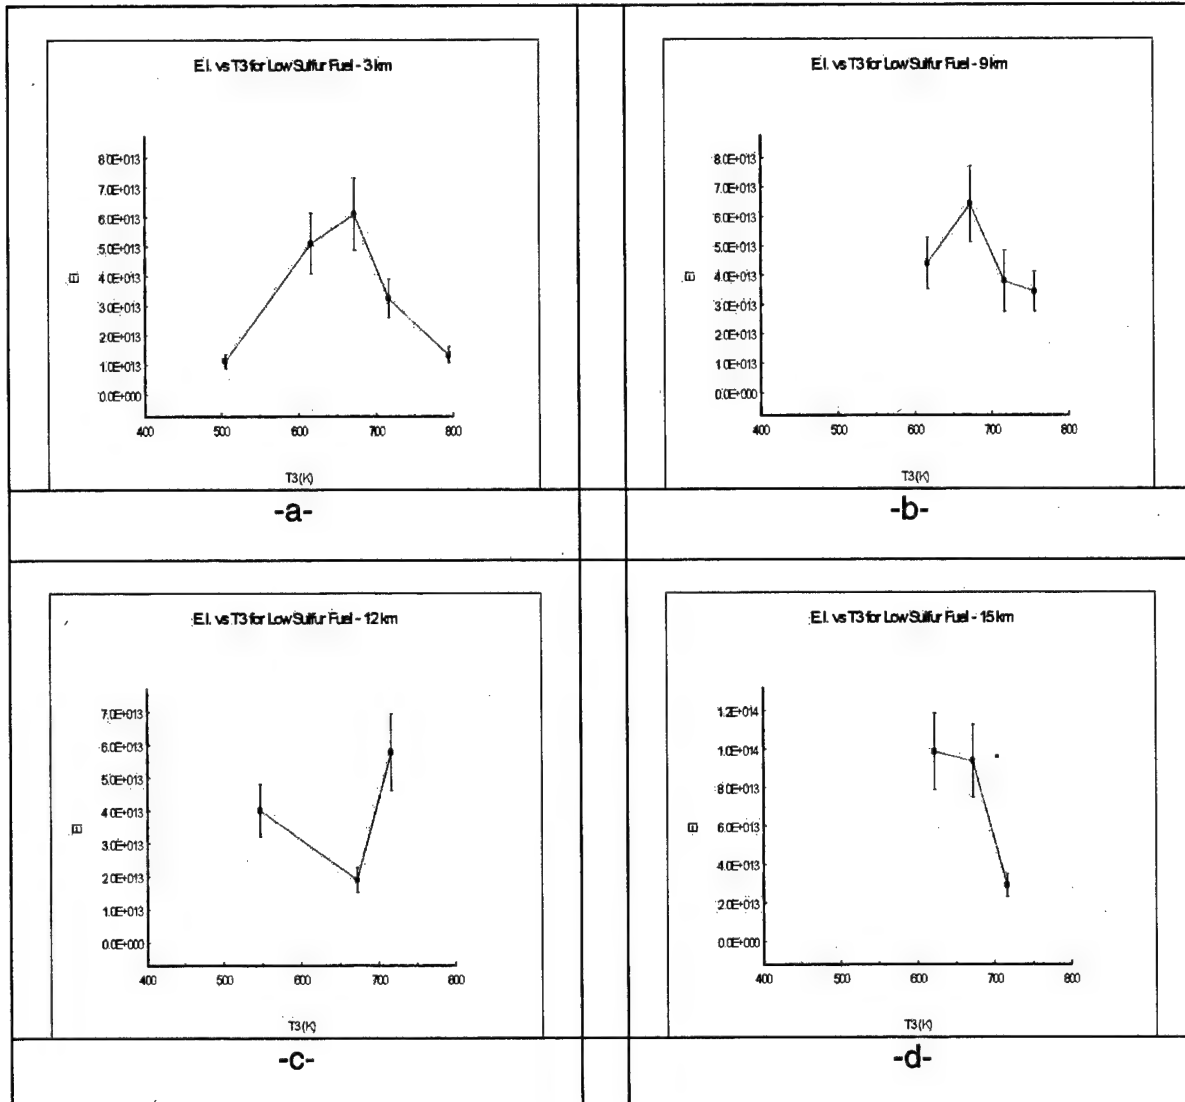 E.I. vs T3 for Low Sulfur Fuel - 3 km
8.0E+013
7.0E+013
6.0E+013
5.0E+013
4.0E+013
3.0E+013
2.0E+013
1.0E+013
0.0E+000
EI
400 500 600 700 800
T3(K)
-a-
E.I. vs T3 for Low Sulfur Fuel - 9 km
8.0E+013
7.0E+013
6.0E+013
5.0E+013
4.0E+013
3.0E+013
2.0E+013
1.0E+013
0.0E+000
EI
400 500 600 700 800
T3(K)
-b-
E.I. vs T3 for Low Sulfur Fuel - 12 km
7.0E+013
6.0E+013
5.0E+013
4.0E+013
3.0E+013
2.0E+013
1.0E+013
0.0E+000
EI
400 500 600 700 800
T3(K)
-c-
E.I. vs T3 for Low Sulfur Fuel - 15 km
1.2E+014
1.0E+014
8.0E+013
6.0E+013
4.0E+013
2.0E+013
0.0E+000
EI
400 500 600 700 800
T3(K)
-d-